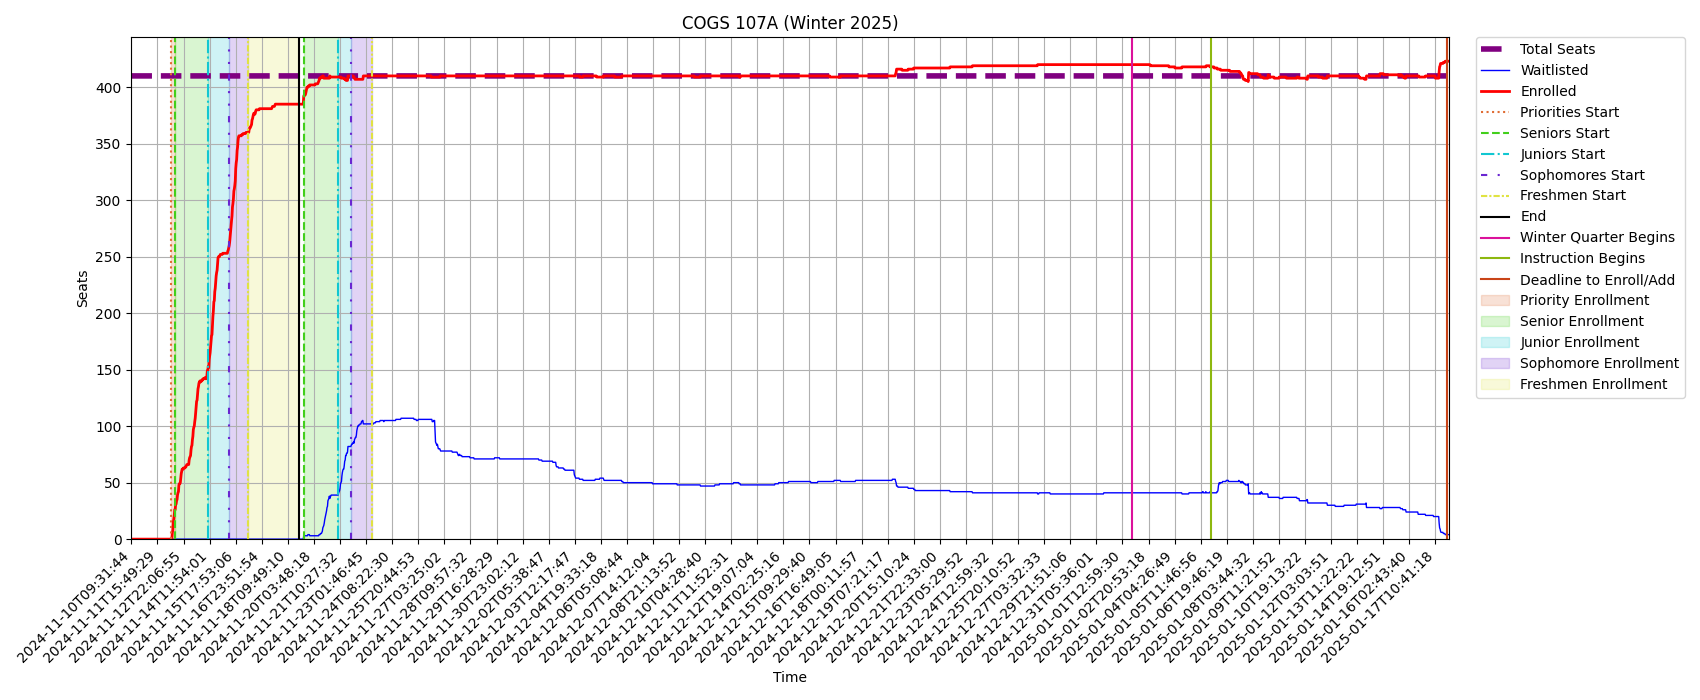 COGS 107A (Winter 2025)
Seats
400
350
300
250
200
150
100
50
0
2024-11-10T09:31:44
2024-11-11T15:49:29
2024-11-12T22:06:55
2024-11-14T11:54:01
2024-11-15T17:53:06
2024-11-16T23:51:54
2024-11-18T09:49:10
2024-11-20T03:48:18
2024-11-21T10:27:32
2024-11-23T01:46:45
2024-11-24T08:22:30
2024-11-25T20:44:53
2024-11-27T03:25:02
2024-11-29T09:57:32
2024-11-29T16:28:29
2024-11-30T23:02:12
2024-12-02T05:38:47
2024-12-03T12:17:47
2024-12-04T19:33:18
2024-12-06T05:08:44
2024-12-07T14:12:04
2024-12-08T21:13:52
2024-12-10T04:28:40
2024-12-11T11:52:31
2024-12-12T19:07:04
2024-12-14T02:25:16
2024-12-15T09:29:40
2024-12-16T16:49:05
2024-12-18T00:11:57
2024-12-19T07:21:17
2024-12-20T15:10:24
2024-12-21T22:33:00
2024-12-23T05:29:52
2024-12-24T12:59:32
2024-12-25T20:10:52
2024-12-27T03:32:33
2024-12-29T21:51:06
2024-12-31T05:36:01
2025-01-01T12:59:30
2025-01-02T20:53:18
2025-01-04T04:26:49
2025-01-05T11:46:56
2025-01-06T19:46:19
2025-01-08T03:44:32
2025-01-09T11:21:52
2025-01-10T19:13:22
2025-01-12T03:03:51
2025-01-13T11:22:22
2025-01-14T19:12:51
2025-01-16T02:43:40
2025-01-17T10:41:18
Time
Total Seats
Waitlisted
Enrolled
Priorities Start
Seniors Start
Juniors Start
Sophomores Start
Freshmen Start
End
Winter Quarter Begins
Instruction Begins
Deadline to Enroll/Add
Priority Enrollment
Senior Enrollment
Junior Enrollment
Sophomore Enrollment
Freshmen Enrollment